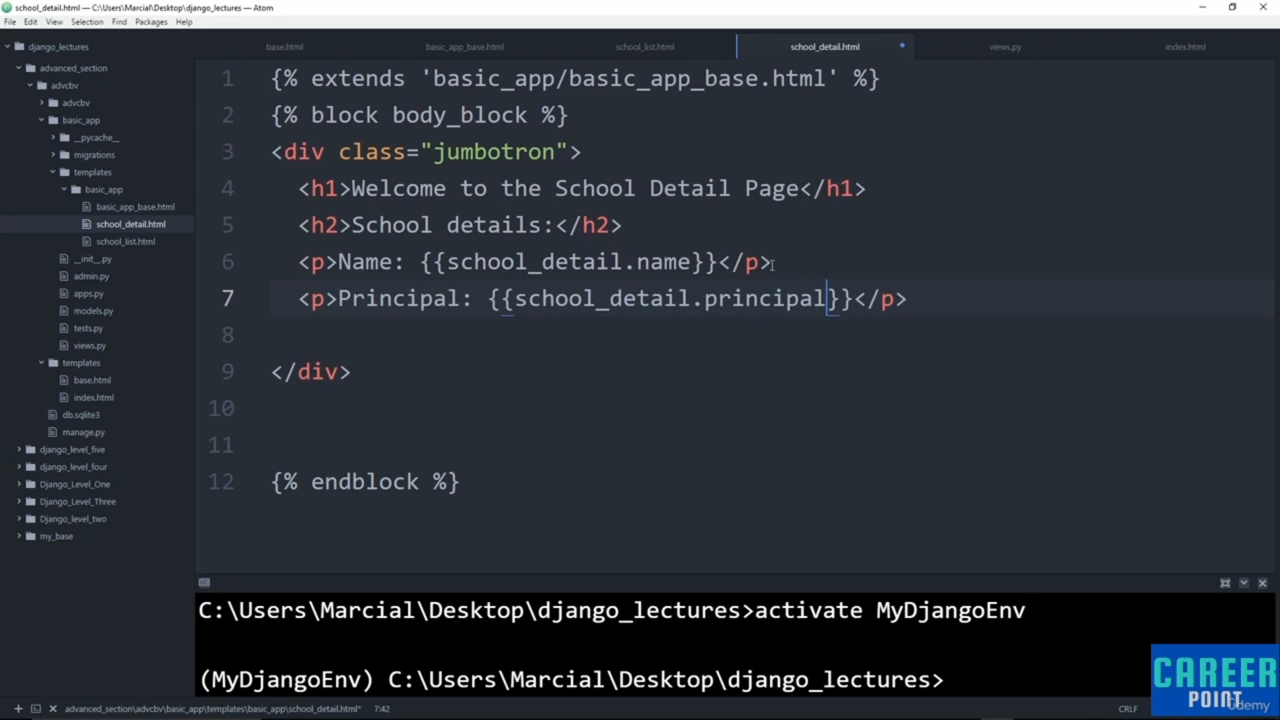 school_detail.html — C:\Users\Marcial\Desktop\django_lectures — Atom
File Edit View Selection Find Packages Help
django_lectures
advanced_section
advcbv
advcbv
basic_app
__pycache__
migrations
templates
basic_app
basic_app_base.html
school_detail.html
school_list.html
__init__.py
admin.py
apps.py
models.py
tests.py
views.py
templates
base.html
index.html
db.sqlite3
manage.py
django_level_five
django_level_four
Django_Level_One
Django_Level_Three
Django_level_two
my_base
base.html basic_app_base.html school_list.html school_detail.html views.py index.html
1 {% extends 'basic_app/basic_app_base.html' %}
2 {% block body_block %}
3 <div class="jumbotron">
4 <h1>Welcome to the School Detail Page</h1>
5 <h2>School details:</h2>
6 <p>Name: {{school_detail.name}}</p>
7 <p>Principal: {{school_detail.principal}}</p>
8
9 </div>
10
11
12 {% endblock %}
C:\Users\Marcial\Desktop\django_lectures>activate MyDjangoEnv
(MyDjangoEnv) C:\Users\Marcial\Desktop\django_lectures>
advanced_section\advcbv\basic_app\templates\basic_app\school_detail.html* 7:42 CRLF
CAREER
POINT
Udemy